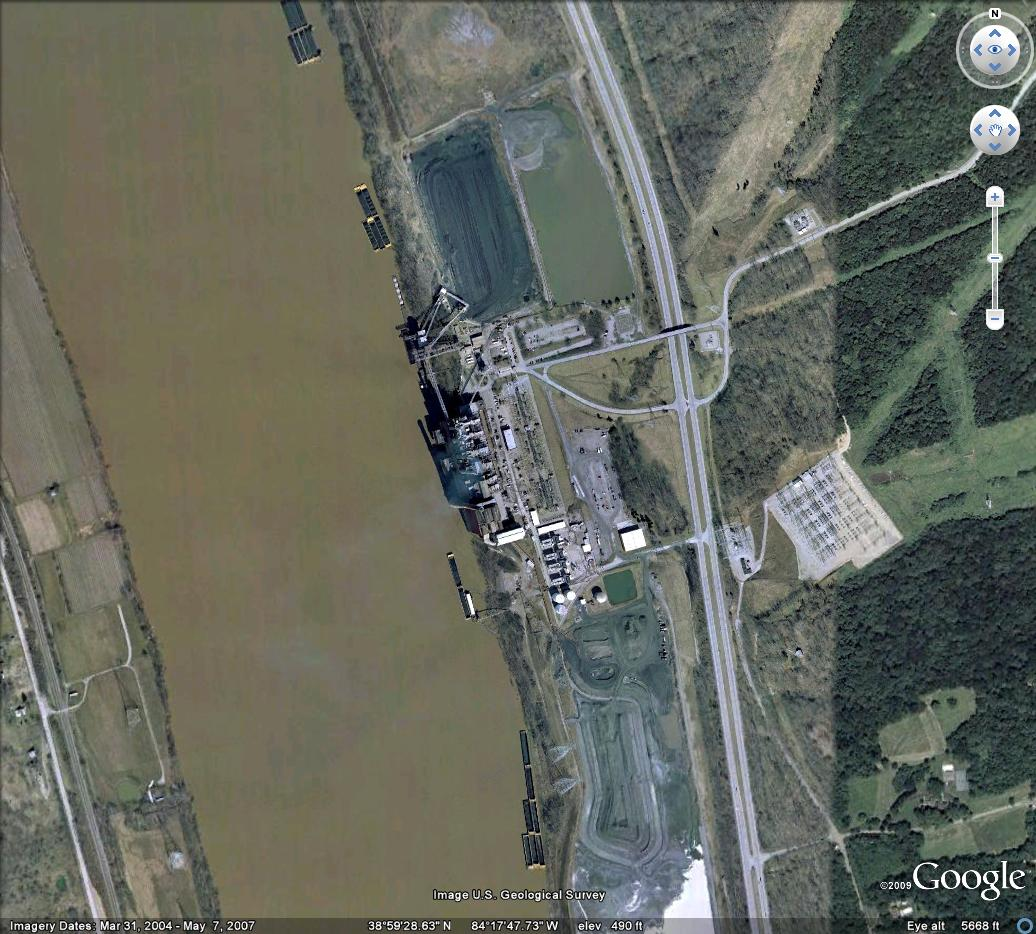 N
Image U.S. Geological Survey
©2009 Google
Imagery Dates: Mar 31, 2004 - May 7, 2007 38°59'28.63" N 84°17'47.73" W elev 490 ft Eye alt 5668 ft